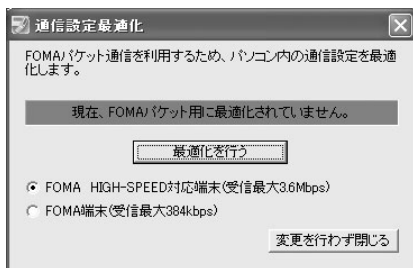 通信設定最適化
FOMAパケット通信を利用するため、パソコン内の通信設定を最適
化します。
現在、FOMAパケット用に最適化されていません。
最適化を行う
FOMA HIGH-SPEED対応端末(受信最大3.6Mbps)
FOMA端末(受信最大384kbps)
変更を行わず閉じる